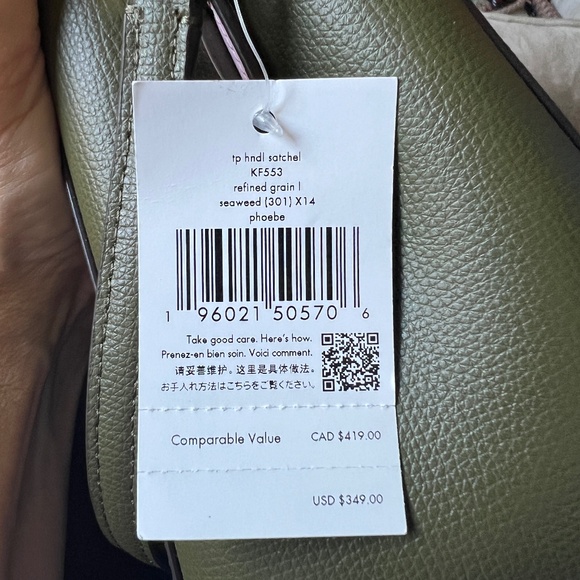 tp hndl satchel
KF553
refined grain l
seaweed (301) X14
phoebe
1 96021 50570 6
Take good care. Here's how.
Prenez-en bien soin. Voici comment.
请妥善维护。这里是具体做法。
お手入れ方法はこちらをご覧ください。
Comparable Value CAD $419.00
USD $349.00